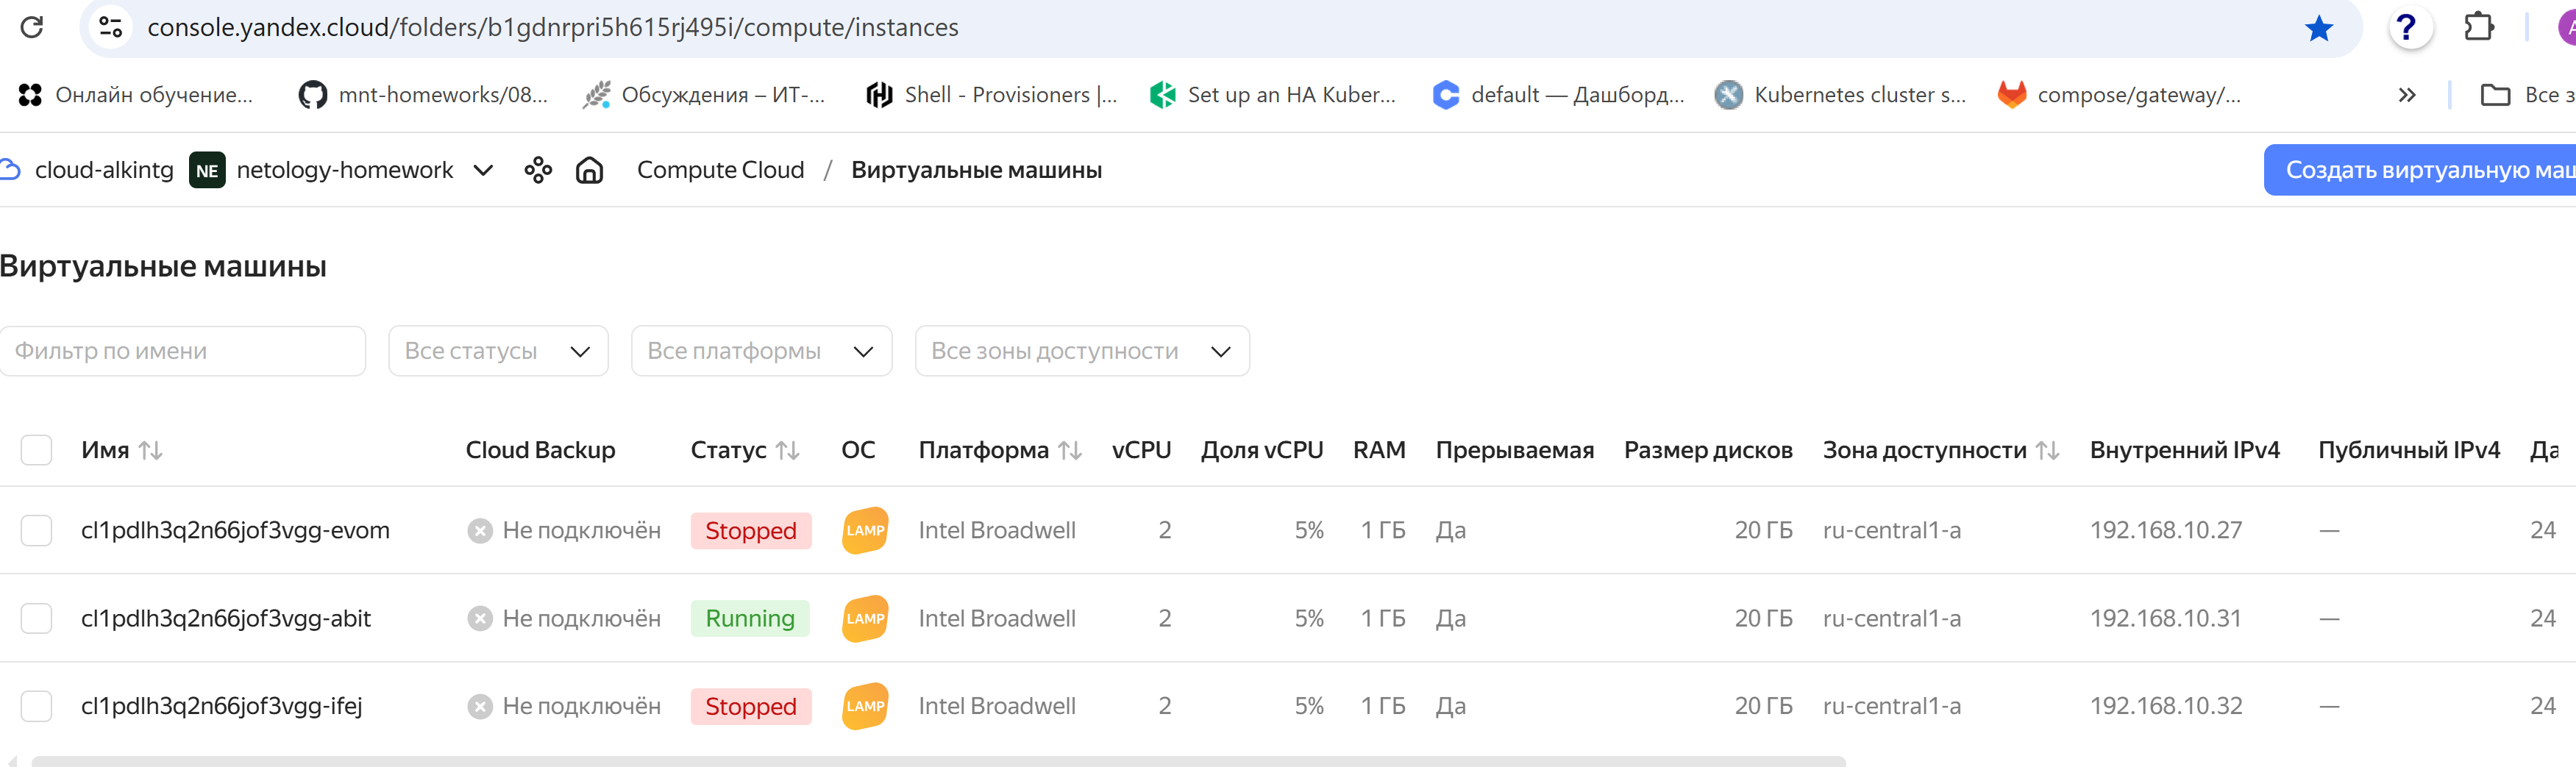 console.yandex.cloud/folders/b1gdnrpri5h615rj495i/compute/instances ?
Онлайн обучение... mnt-homeworks/08... Обсуждения – ИТ-... Shell - Provisioners |... Set up an HA Kuber... default — Дашборд... Kubernetes cluster s... compose/gateway/... » Все з
cloud-alkintg NE netology-homework Compute Cloud / Виртуальные машины Создать виртуальную маш
Виртуальные машины
Фильтр по имени Все статусы Все платформы Все зоны доступности
Имя Cloud Backup Статус ОС Платформа vCPU Доля vCPU RAM Прерываемая Размер дисков Зона доступности Внутренний IPv4 Публичный IPv4 Да
cl1pdlh3q2n66jof3vgg-evom Не подключён Stopped LAMP Intel Broadwell 2 5% 1 ГБ Да 20 ГБ ru-central1-a 192.168.10.27 — 24
cl1pdlh3q2n66jof3vgg-abit Не подключён Running LAMP Intel Broadwell 2 5% 1 ГБ Да 20 ГБ ru-central1-a 192.168.10.31 — 24
cl1pdlh3q2n66jof3vgg-ifej Не подключён Stopped LAMP Intel Broadwell 2 5% 1 ГБ Да 20 ГБ ru-central1-a 192.168.10.32 — 24